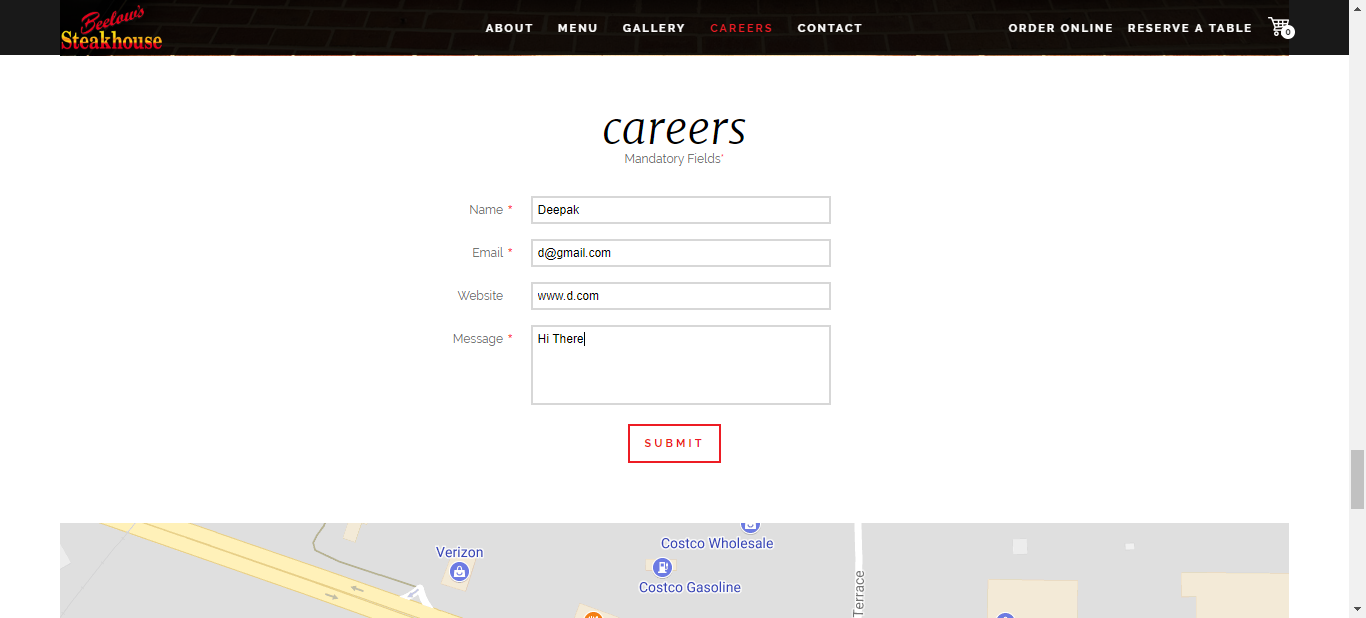 Beelow's
Steakhouse
ABOUT MENU GALLERY CAREERS CONTACT
ORDER ONLINE RESERVE A TABLE 0
careers
Mandatory Fields*
Name * Deepak
Email * d@gmail.com
Website www.d.com
Message * Hi There
SUBMIT
Verizon
Costco Wholesale
Costco Gasoline
Terrace